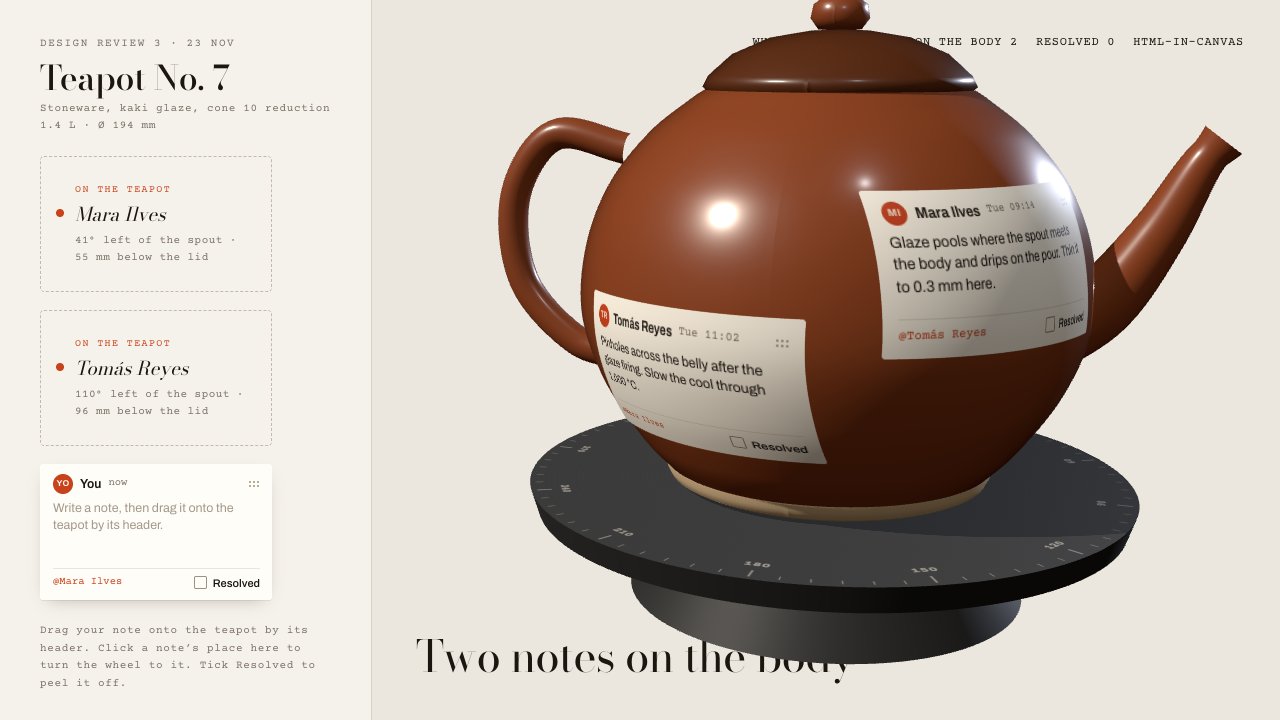 DESIGN REVIEW 3 · 23 NOV
Teapot No. 7
Stoneware, kaki glaze, cone 10 reduction
1.4 L · Ø 194 mm
ON THE TEAPOT
Mara Ilves
41° left of the spout ·
55 mm below the lid
ON THE TEAPOT
Tomás Reyes
110° left of the spout ·
96 mm below the lid
YO You now
Write a note, then drag it onto the
teapot by its header.
@Mara Ilves
Resolved
Drag your note onto the teapot by its
header. Click a note’s place here to
turn the wheel to it. Tick Resolved to
peel it off.
ON THE BODY 2 RESOLVED 0 HTML-IN-CANVAS
MI Mara Ilves Tue 09:14
Glaze pools where the spout meets
the body and drips on the pour. Thin it
to 0.3 mm here.
@Tomás Reyes
Resolved
TR Tomás Reyes Tue 11:02
Pinholes across the belly after the
glaze firing. Slow the cool through
Mara Ilves
Resolved
210
180
150
120
Two notes on the body